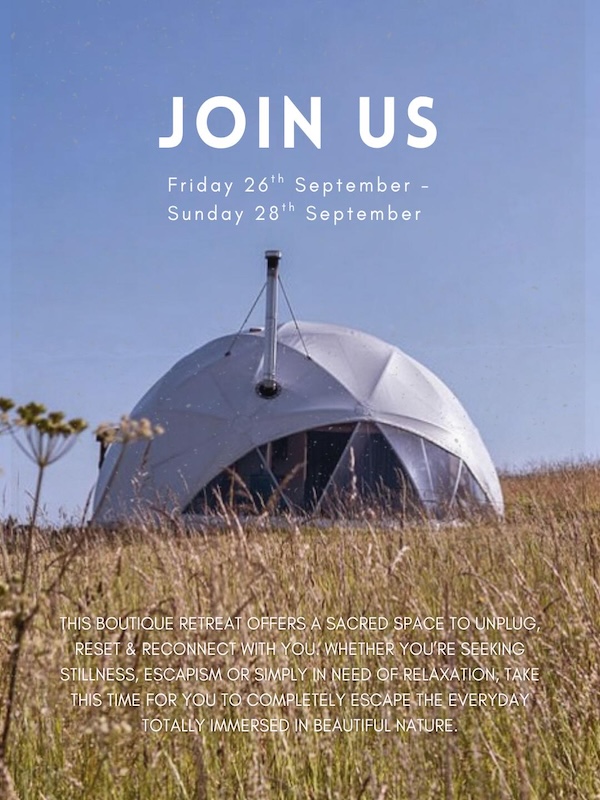 JOIN US
Friday 26th September -
Sunday 28th September
THIS BOUTIQUE RETREAT OFFERS A SACRED SPACE TO UNPLUG,
RESET & RECONNECT WITH YOU. WHETHER YOU'RE SEEKING
STILLNESS, ESCAPISM OR SIMPLY IN NEED OF RELAXATION, TAKE
THIS TIME FOR YOU TO COMPLETELY ESCAPE THE EVERYDAY
TOTALLY IMMERSED IN BEAUTIFUL NATURE.